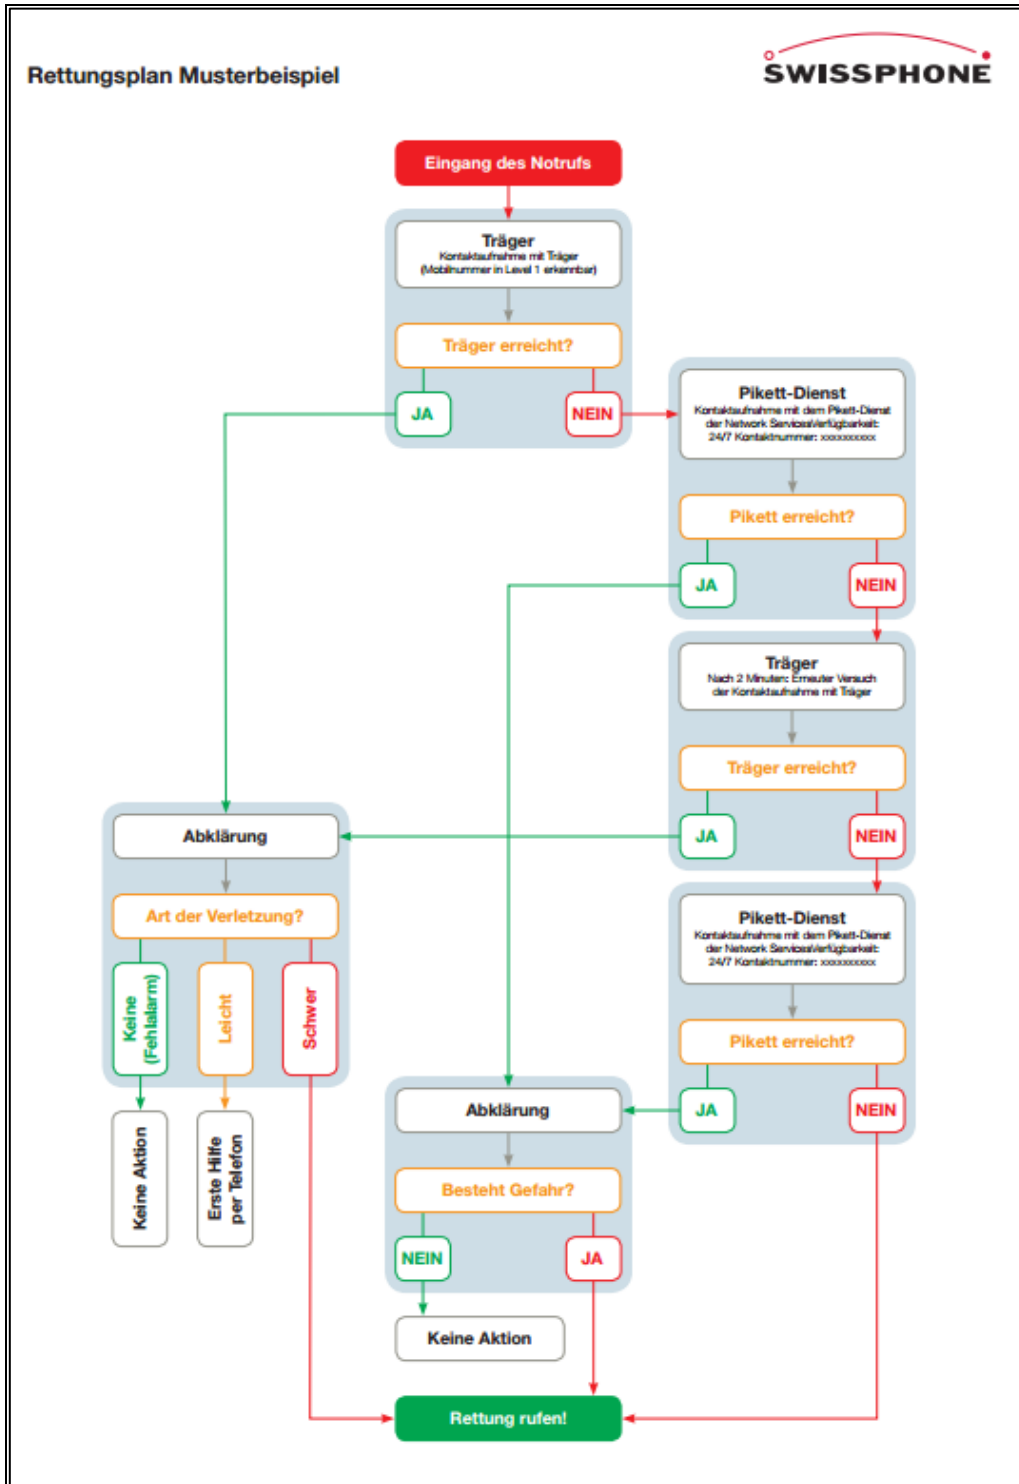 Rettungsplan Musterbeispiel
SWISSPHONE
Eingang des Notrufs
Träger
Kontaktaufnahme mit Träger
(Mobilnummer in Level 1 erkennbar)
Träger erreicht?
JA
NEIN
Pikett-Dienst
Kontaktaufnahme mit dem Pikett-Dienst
der Network ServicesVerfügbarkeit:
24/7 Kontaktnummer: xxxxxxxxxx
Pikett erreicht?
JA
NEIN
Träger
Nach 2 Minuten: Erneuter Versuch
der Kontaktaufnahme mit Träger
Träger erreicht?
JA
NEIN
Abklärung
Art der Verletzung?
Keine
(Fehlalarm)
Leicht
Schwer
Keine Aktion
Erste Hilfe
per Telefon
Pikett-Dienst
Kontaktaufnahme mit dem Pikett-Dienst
der Network ServicesVerfügbarkeit:
24/7 Kontaktnummer: xxxxxxxxxx
Pikett erreicht?
JA
NEIN
Abklärung
Besteht Gefahr?
NEIN
JA
Keine Aktion
Rettung rufen!